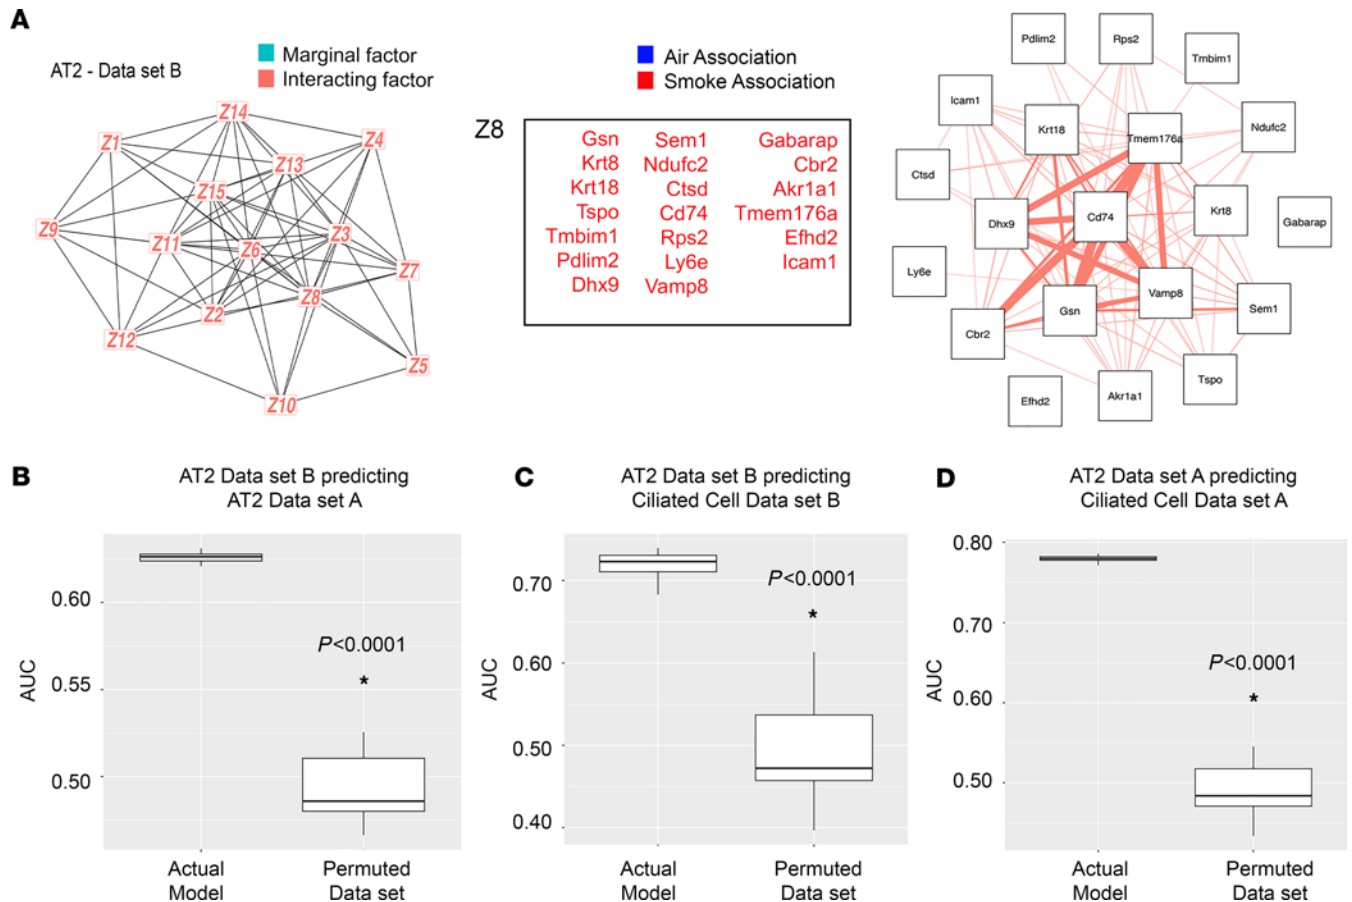 A
AT2 - Data set B
Marginal factor
Interacting factor
Z14
Z1
Z4
Z13
Z15
Z9
Z11
Z6
Z3
Z7
Z8
Z2
Z12
Z5
Z10
Air Association
Smoke Association
Z8
Gsn Sem1 Gabarap
Krt8 Ndufc2 Cbr2
Krt18 Ctsd Akr1a1
Tspo Cd74 Tmem176a
Tmbim1 Rps2 Efhd2
Pdlim2 Ly6e Icam1
Dhx9 Vamp8
Pdlim2
Rps2
Tmbim1
Icam1
Krt18
Tmem176a
Ndufc2
Ctsd
Dhx9
Cd74
Krt8
Gabarap
Ly6e
Vamp8
Cbr2
Gsn
Sem1
Tspo
Efhd2
Akr1a1
B
AT2 Data set B predicting
AT2 Data set A
AUC
0.60
0.55
0.50
P<0.0001
*
Actual
Model
Permuted
Data set
C
AT2 Data set B predicting
Ciliated Cell Data set B
AUC
0.70
0.60
0.50
0.40
P<0.0001
*
Actual
Model
Permuted
Data set
D
AT2 Data set A predicting
Ciliated Cell Data set A
AUC
0.80
0.70
0.60
0.50
P<0.0001
*
Actual
Model
Permuted
Data set